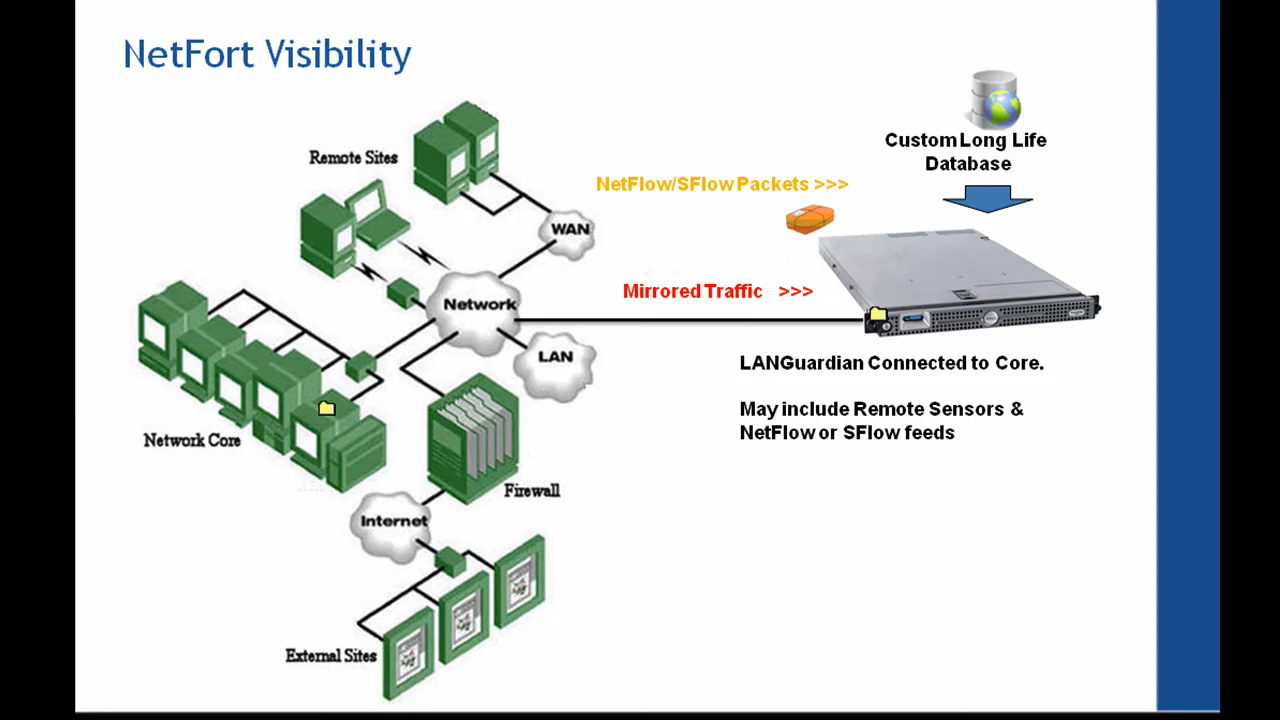 NetFort Visibility
Remote Sites
NetFlow/SFlow Packets >>>
Custom Long Life
Database
WAN
Network
Mirrored Traffic >>>
LAN
LANGuardian Connected to Core.
May include Remote Sensors &
NetFlow or SFlow feeds
Network Core
Firewall
Internet
External Sites